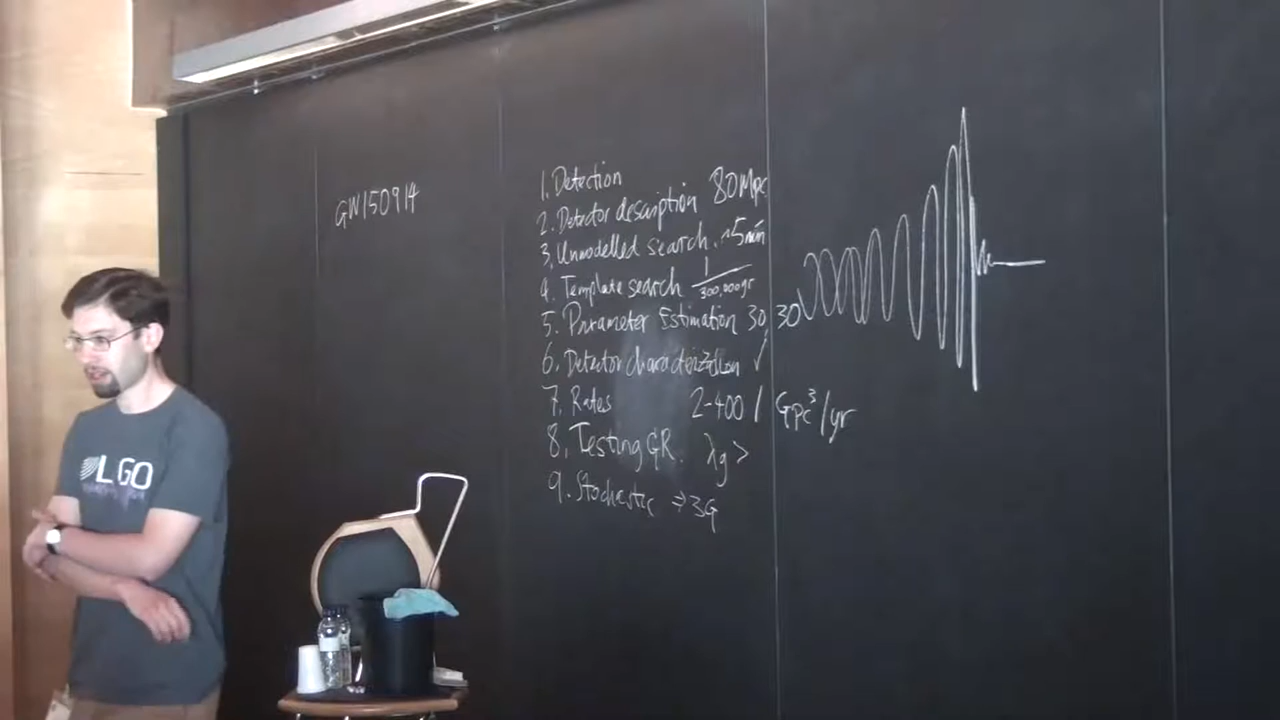 GW150914
1. Detection 80Mpc
2. Detector description
3. Unmodelled search. ~5min
4. Template search 1/300,000yr
5. Parameter Estimation 30, 30
6. Detector characterization ✓
7. Rates 2-400 / Gpc³/yr
8. Testing GR. λg >
9. Stochastic ⇒ 3G
LIGO